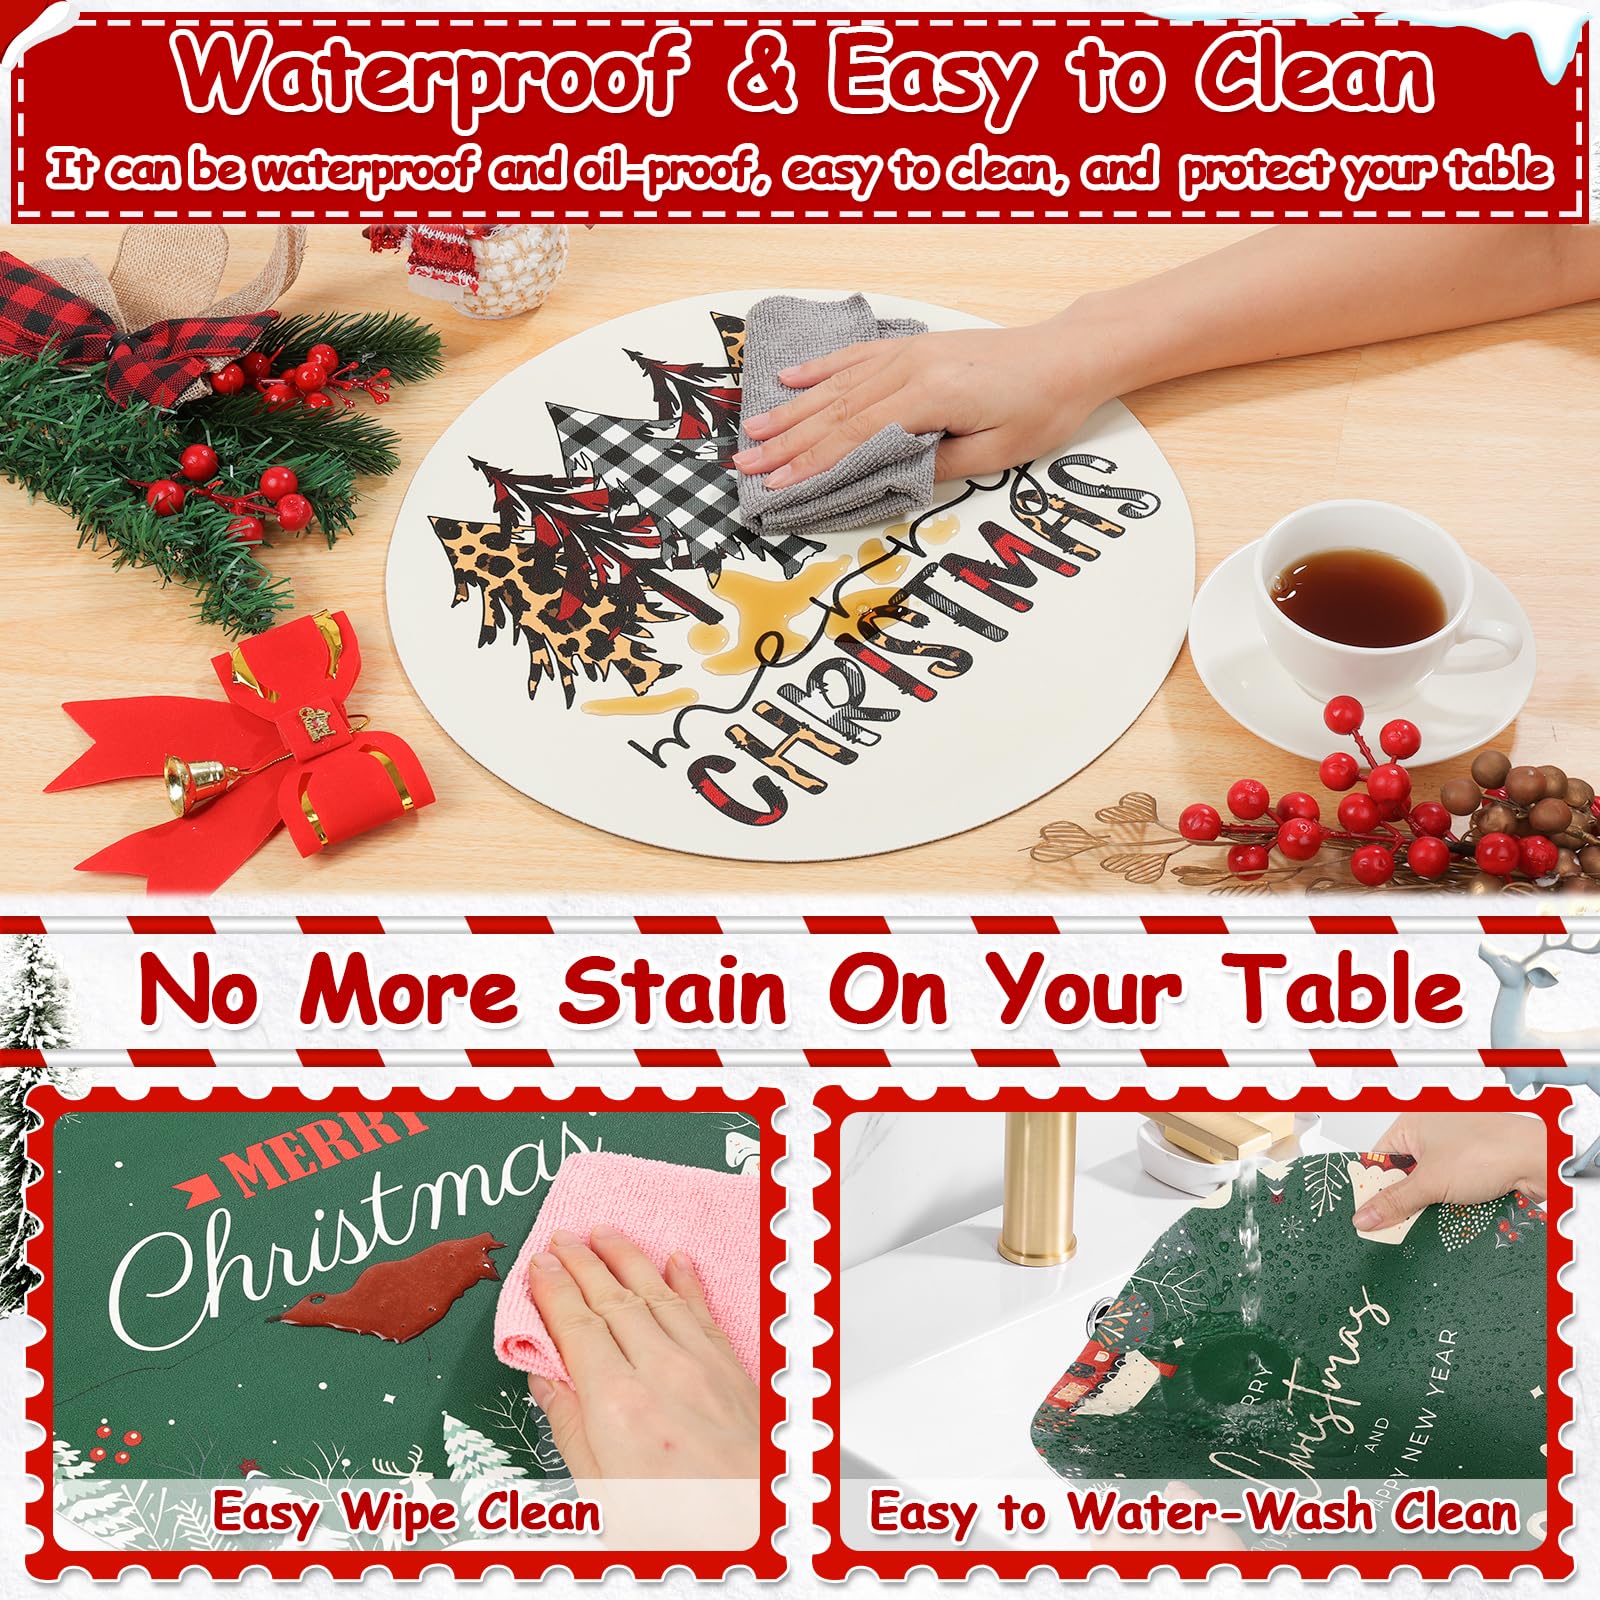 Waterproof & Easy to Clean
It can be waterproof and oil-proof, easy to clean, and protect your table
merry
CHRISTMAS
No More Stain On Your Table
MERRY
Christmas
Easy Wipe Clean
Christmas
AND
HAPPY NEW YEAR
Easy to Water-Wash Clean